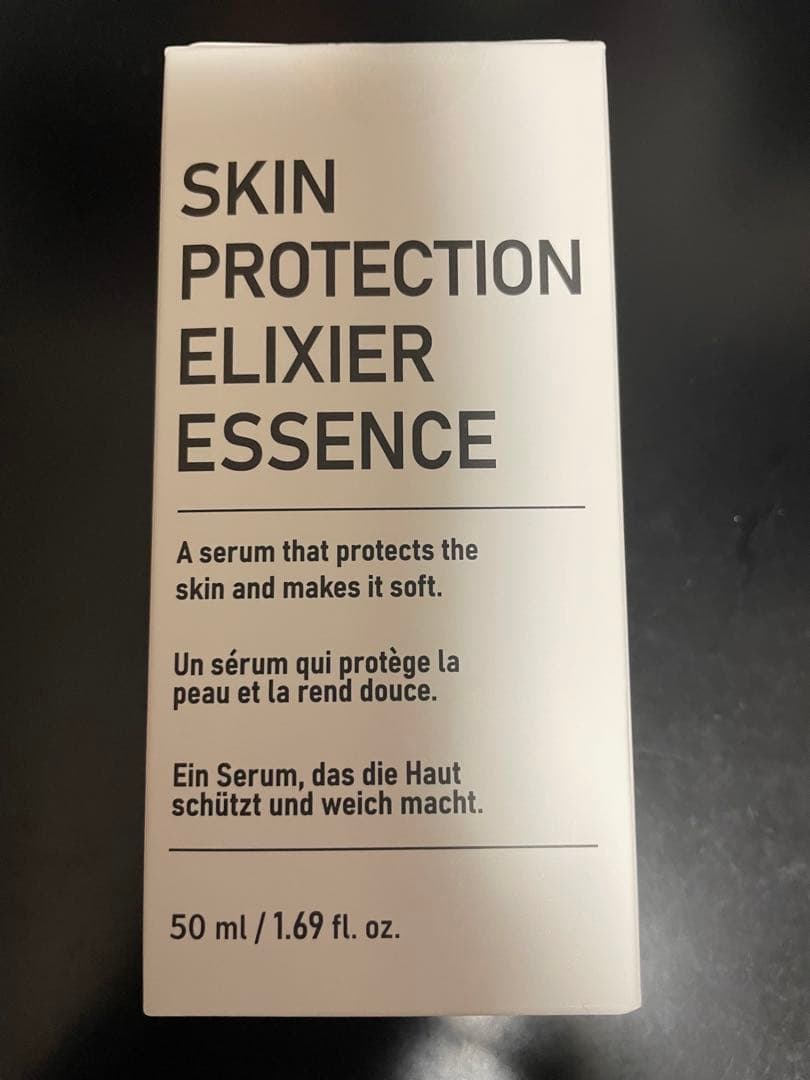 SKIN
PROTECTION
ELIXIER
ESSENCE
A serum that protects the
skin and makes it soft.
Un sérum qui protège la
peau et la rend douce.
Ein Serum, das die Haut
schützt und weich macht.
50 ml / 1.69 fl. oz.